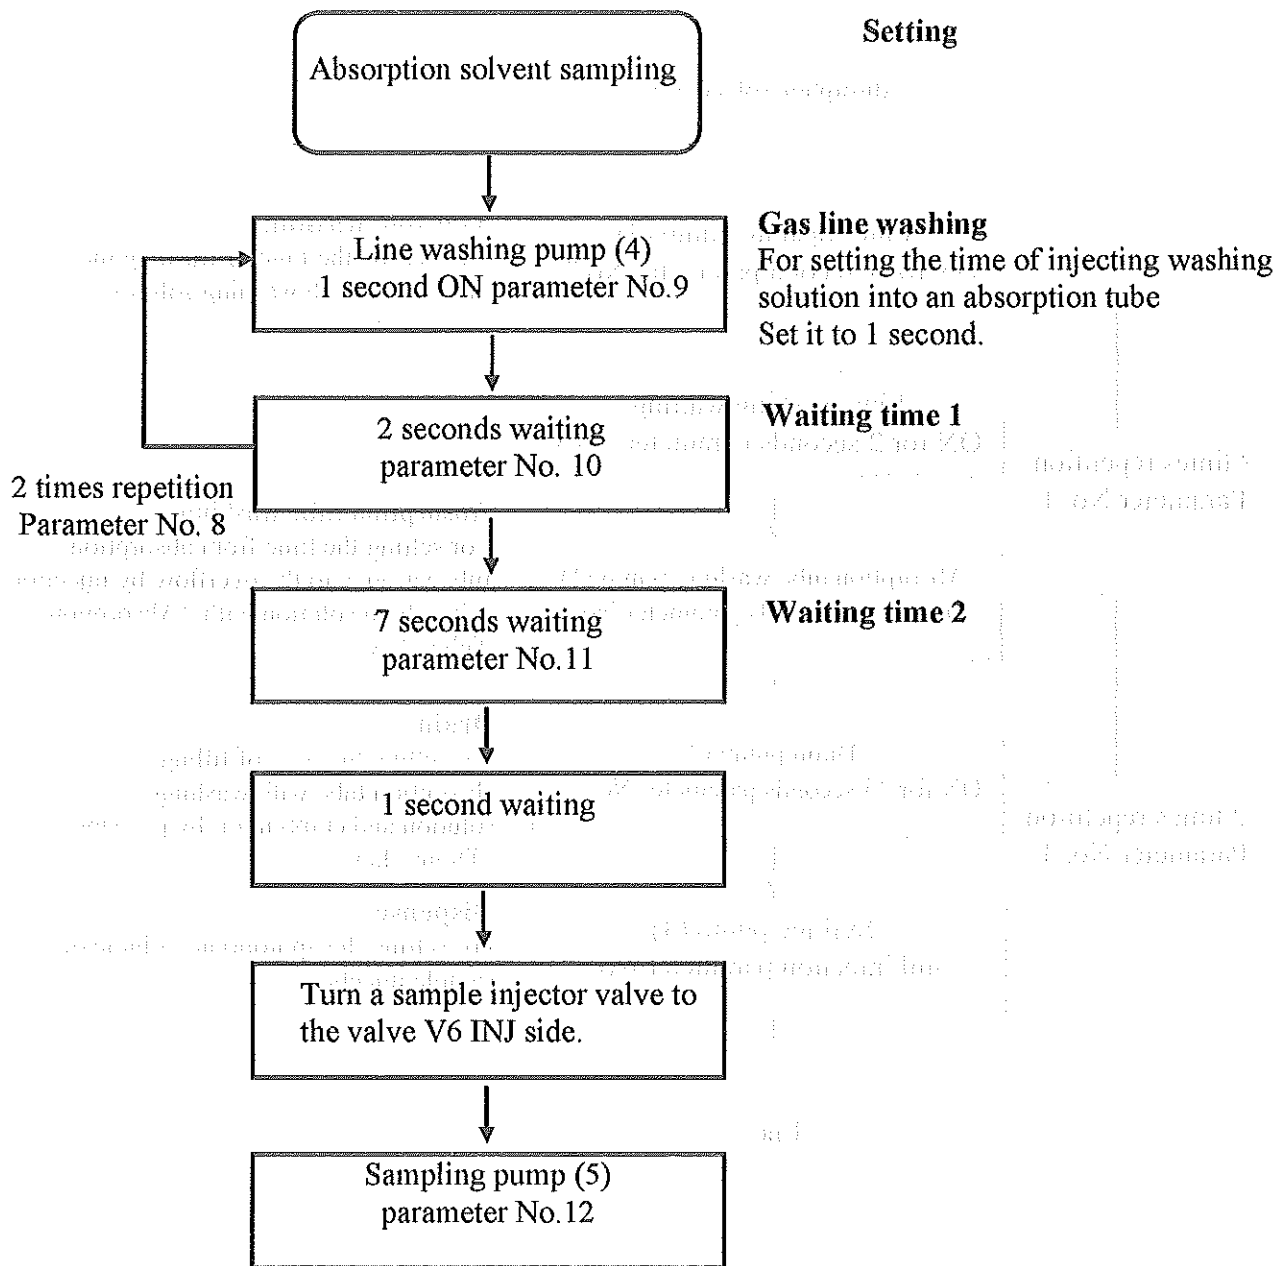 Setting
Absorption solvent sampling
Line washing pump (4)
1 second ON parameter No.9
Gas line washing
For setting the time of injecting washing
solution into an absorption tube
Set it to 1 second.
2 seconds waiting
parameter No. 10
Waiting time 1
2 times repetition
Parameter No. 8
7 seconds waiting
parameter No.11
Waiting time 2
1 second waiting
Turn a sample injector valve to
the valve V6 INJ side.
Sampling pump (5)
parameter No.12